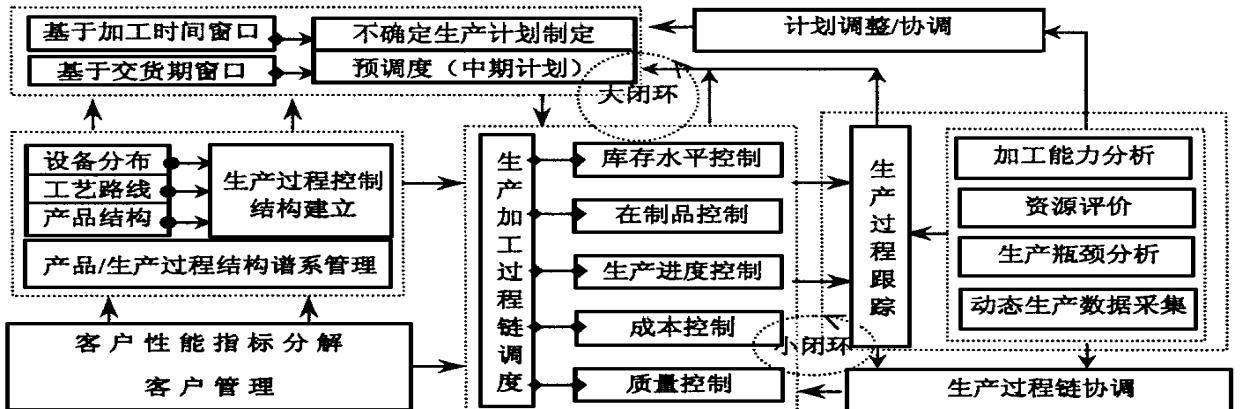 基于加工时间窗口
不确定生产计划制定
计划调整/协调
基于交货期窗口
预调度（中期计划）
大闭环
设备分布
工艺路线
产品结构
生产过程控制
结构建立
产品/生产过程结构谱系管理
客户性能指标分解
客户管理
生产加工过程链调度
库存水平控制
在制品控制
生产进度控制
成本控制
质量控制
小闭环
生产过程跟踪
加工能力分析
资源评价
生产瓶颈分析
动态生产数据采集
生产过程链协调